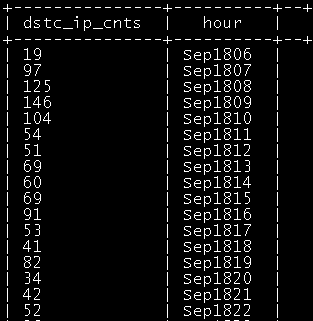 dstc_ip_cnts | hour
19 | Sep1806
97 | Sep1807
125 | Sep1808
146 | Sep1809
104 | Sep1810
54 | Sep1811
51 | Sep1812
69 | Sep1813
60 | Sep1814
69 | Sep1815
91 | Sep1816
53 | Sep1817
41 | Sep1818
82 | Sep1819
34 | Sep1820
42 | Sep1821
52 | Sep1822